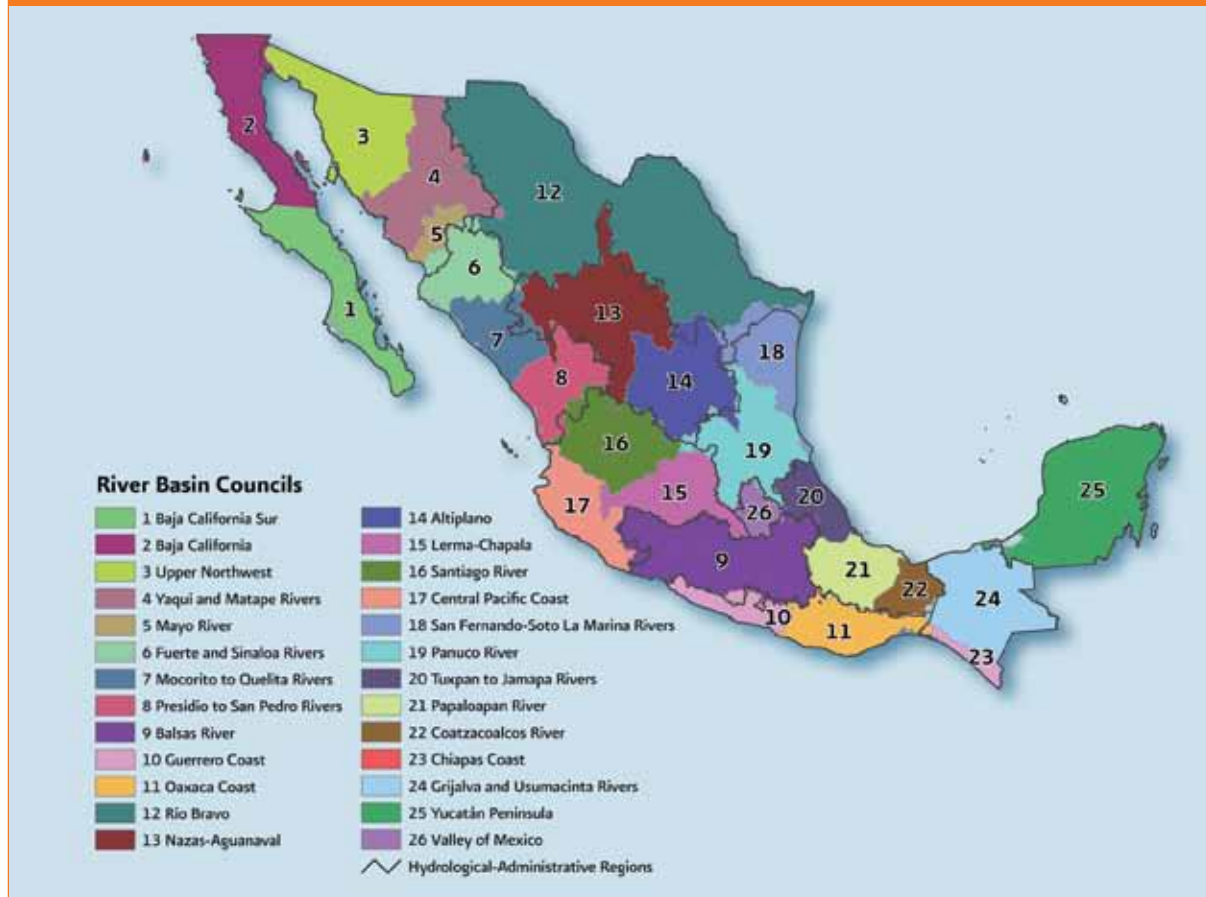 2
3
4
12
5
6
1
13
7
18
8
14
16
19
25
15
20
17
26
9
21
22
24
10
11
23
River Basin Councils
1 Baja California Sur
2 Baja California
3 Upper Northwest
4 Yaqui and Matape Rivers
5 Mayo River
6 Fuerte and Sinaloa Rivers
7 Mocorito to Quelita Rivers
8 Presidio to San Pedro Rivers
9 Balsas River
10 Guerrero Coast
11 Oaxaca Coast
12 Río Bravo
13 Nazas-Aguanaval
14 Altiplano
15 Lerma-Chapala
16 Santiago River
17 Central Pacific Coast
18 San Fernando-Soto La Marina Rivers
19 Panuco River
20 Tuxpan to Jamapa Rivers
21 Papaloapan River
22 Coatzacoalcos River
23 Chiapas Coast
24 Grijalva and Usumacinta Rivers
25 Yucatán Peninsula
26 Valley of Mexico
Hydrological-Administrative Regions